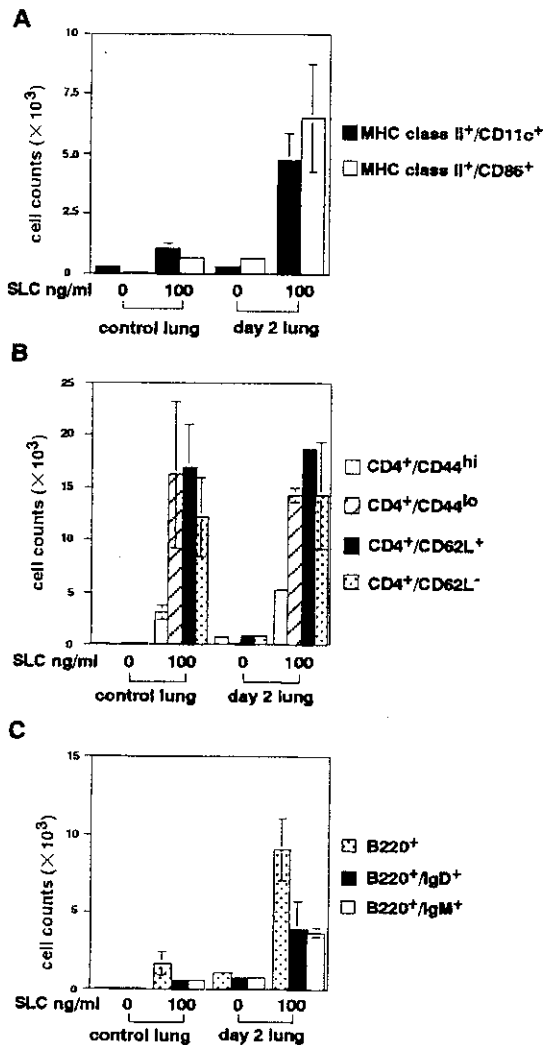 A
10
7.5
5.0
2.5
0
cell counts (×10³)
MHC class II⁺/CD11c⁺
MHC class II⁺/CD86⁺
SLC ng/ml 0 100 0 100
control lung day 2 lung
B
25
20
15
10
5
0
cell counts (×10³)
CD4⁺/CD44ʰⁱ
CD4⁺/CD44ˡᵒ
CD4⁺/CD62L⁺
CD4⁺/CD62L⁻
SLC ng/ml 0 100 0 100
control lung day 2 lung
C
15
10
5
0
cell counts (×10³)
B220⁺
B220⁺/IgD⁺
B220⁺/IgM⁺
SLC ng/ml 0 100 0 100
control lung day 2 lung